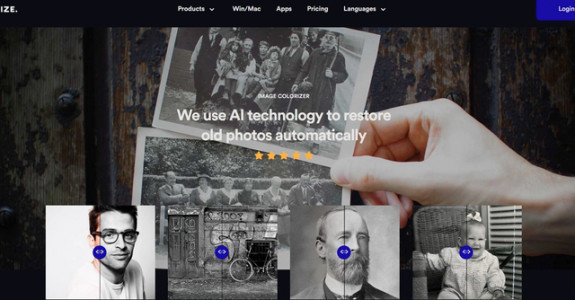 IZE.
Products
Win/Mac
Apps
Pricing
Languages
Login
IMAGE COLORIZER
We use AI technology to restore
old photos automatically